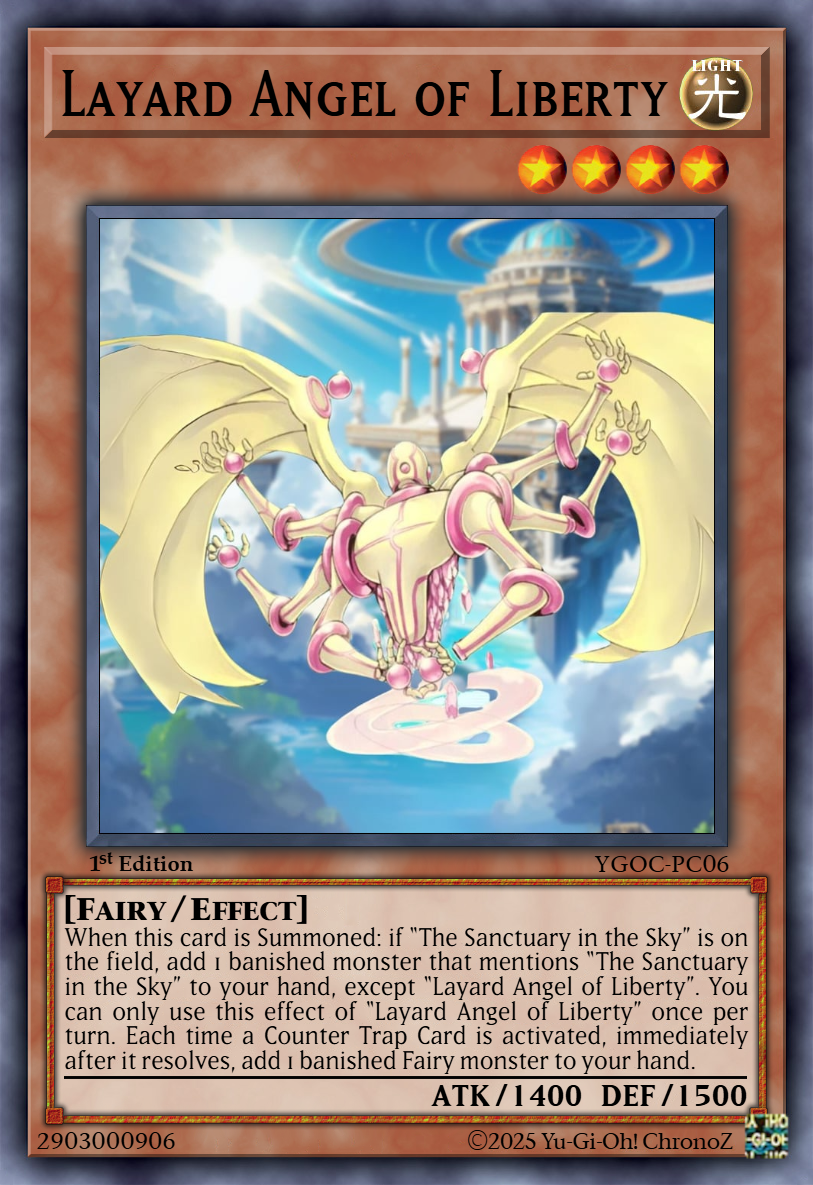 Layard Angel of Liberty
LIGHT
光
1st Edition
YGOC-PC06
[Fairy/Effect]
When this card is Summoned: if "The Sanctuary in the Sky" is on
the field, add 1 banished monster that mentions "The Sanctuary
in the Sky" to your hand, except "Layard Angel of Liberty". You
can only use this effect of "Layard Angel of Liberty" once per
turn. Each time a Counter Trap Card is activated, immediately
after it resolves, add 1 banished Fairy monster to your hand.
ATK/1400 DEF/1500
2903000906
©2025 Yu-Gi-Oh! ChronoZ